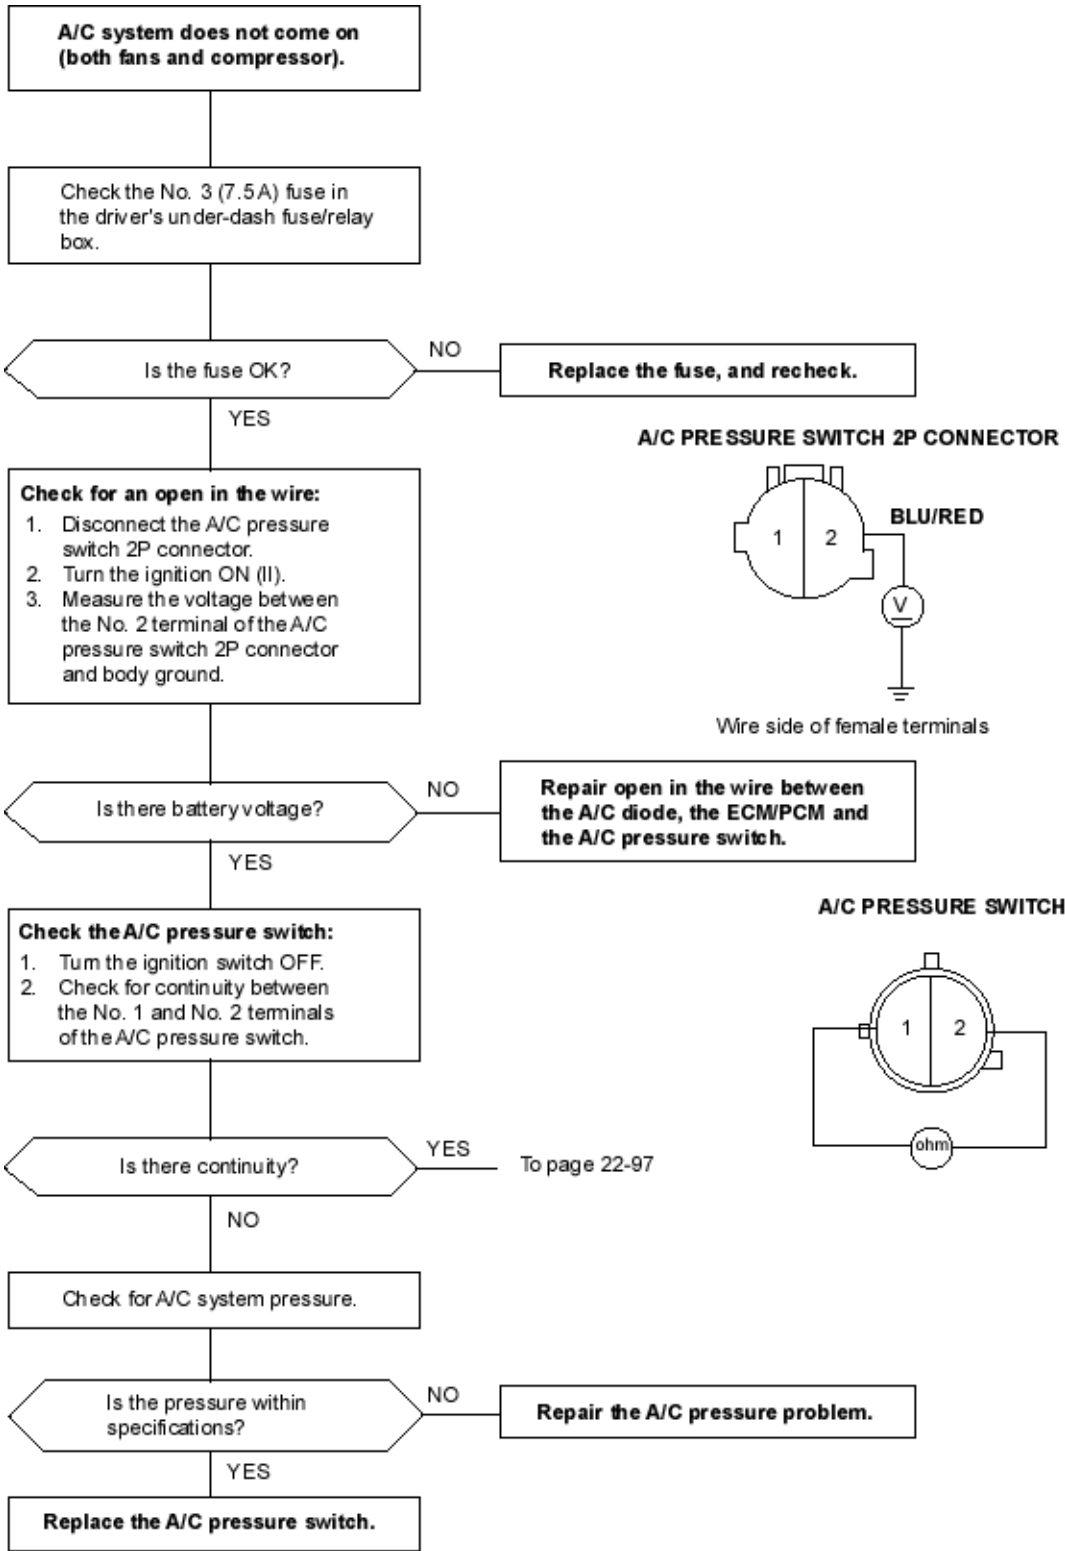 A/C system does not come on
(both fans and compressor).
Check the No. 3 (7.5 A) fuse in
the driver's under-dash fuse/relay
box.
Is the fuse OK?
NO
Replace the fuse, and recheck.
YES
A/C PRESSURE SWITCH 2P CONNECTOR
1
2
BLU/RED
V
Wire side of female terminals
Check for an open in the wire:
1. Disconnect the A/C pressure
switch 2P connector.
2. Turn the ignition ON (II).
3. Measure the voltage between
the No. 2 terminal of the A/C
pressure switch 2P connector
and body ground.
Is there battery voltage?
NO
Repair open in the wire between
the A/C diode, the ECM/PCM and
the A/C pressure switch.
YES
A/C PRESSURE SWITCH
1
2
ohm
Check the A/C pressure switch:
1. Turn the ignition switch OFF.
2. Check for continuity between
the No. 1 and No. 2 terminals
of the A/C pressure switch.
Is there continuity?
YES
To page 22-97
NO
Check for A/C system pressure.
Is the pressure within
specifications?
NO
Repair the A/C pressure problem.
YES
Replace the A/C pressure switch.